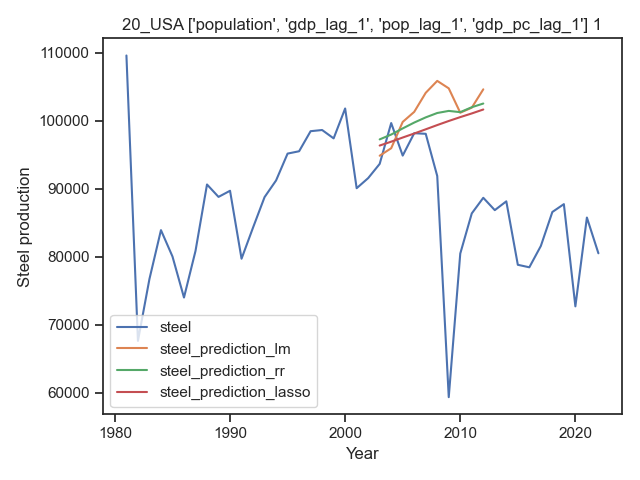 20_USA ['population', 'gdp_lag_1', 'pop_lag_1', 'gdp_pc_lag_1'] 1
110000
100000
90000
80000
70000
60000
Steel production
steel
steel_prediction_lm
steel_prediction_rr
steel_prediction_lasso
1980 1990 2000 2010 2020
Year